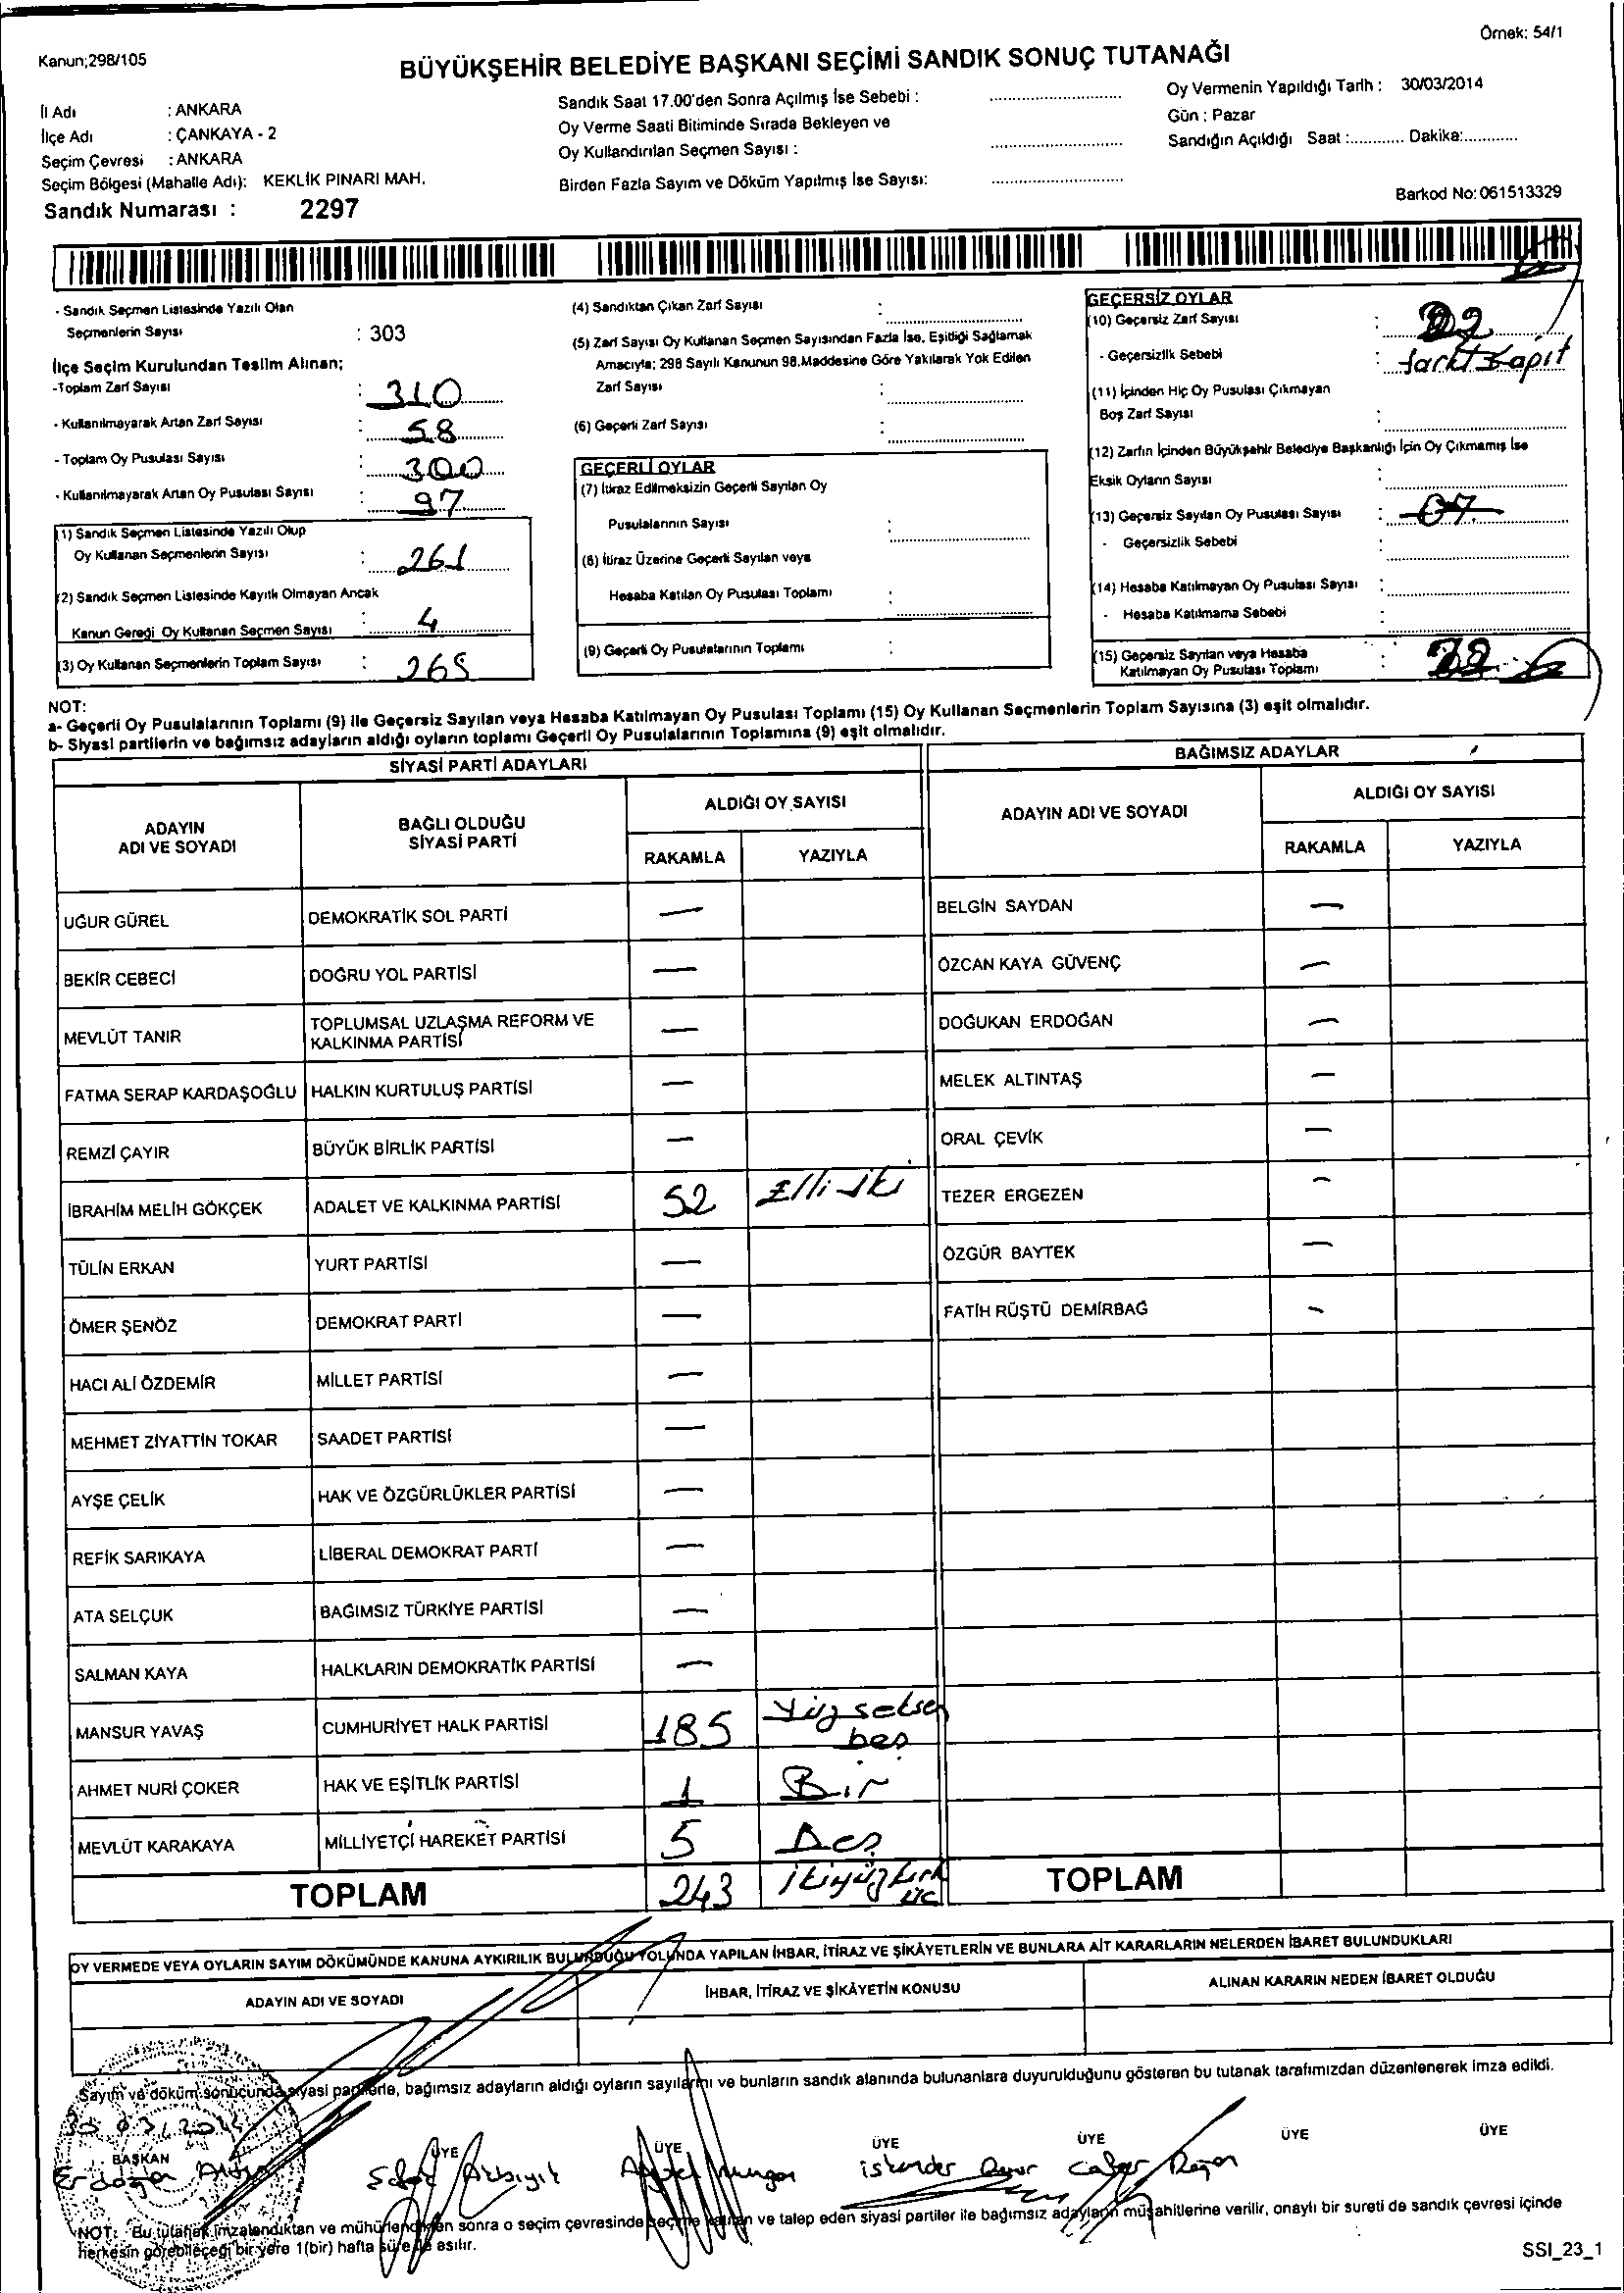 Örnek: 54/1
Kanun;298/105
BÜYÜKŞEHİR BELEDİYE BAŞKANI SEÇİMİ SANDIK SONUÇ TUTANAĞI
İl Adı : ANKARA
İlçe Adı : ÇANKAYA - 2
Seçim Çevresi : ANKARA
Seçim Bölgesi (Mahalle Adı): KEKLİK PINARI MAH.
Sandık Numarası : 2297
Sandık Saat 17.00'den Sonra Açılmış İse Sebebi :
Oy Verme Saati Bitiminde Sırada Bekleyen ve
Oy Kullandırılan Seçmen Sayısı :
Birden Fazla Sayım ve Döküm Yapılmış İse Sayısı:
Oy Vermenin Yapıldığı Tarih : 30/03/2014
Gün : Pazar
Sandığın Açıldığı Saat :............ Dakika:............
Barkod No:061513329
- Sandık Seçmen Listesinde Yazılı Olan
Seçmenlerin Sayısı : 303
İlçe Seçim Kurulundan Teslim Alınan;
-Toplam Zarf Sayısı : 310
- Kullanılmayarak Artan Zarf Sayısı : 58
- Toplam Oy Pusulası Sayısı : 300
- Kullanılmayarak Artan Oy Pusulası Sayısı : 97
(1) Sandık Seçmen Listesinde Yazılı Olup
Oy Kullanan Seçmenlerin Sayısı : 261
(2) Sandık Seçmen Listesinde Kayıtlı Olmayan Ancak
Kanun Gereği Oy Kullanan Seçmen Sayısı : 4
(3) Oy Kullanan Seçmenlerin Toplam Sayısı : 265
(4) Sandıktan Çıkan Zarf Sayısı :
(5) Zarf Sayısı Oy Kullanan Seçmen Sayısından Fazla İse, Eşitliği Sağlamak
Amacıyla; 298 Sayılı Kanunun 98.Maddesine Göre Yakılarak Yok Edilen
Zarf Sayısı :
(6) Geçerli Zarf Sayısı :
GEÇERLİ OYLAR
(7) İtiraz Edilmeksizin Geçerli Sayılan Oy
Pusulalarının Sayısı :
(8) İtiraz Üzerine Geçerli Sayılan veya
Hesaba Katılan Oy Pusulası Toplamı :
(9) Geçerli Oy Pusulalarının Toplamı :
GEÇERSİZ OYLAR
(10) Geçersiz Zarf Sayısı : 22
- Geçersizlik Sebebi :
(11) İçinden Hiç Oy Pusulası Çıkmayan
Boş Zarf Sayısı :
(12) Zarfın İçinden Büyükşehir Belediye Başkanlığı İçin Oy Çıkmamış İse
Eksik Oyların Sayısı :
(13) Geçersiz Sayılan Oy Pusulası Sayısı :
- Geçersizlik Sebebi :
(14) Hesaba Katılmayan Oy Pusulası Sayısı :
- Hesaba Katılmama Sebebi :
(15) Geçersiz Sayılan veya Hesaba
Katılmayan Oy Pusulası Toplamı : 22
NOT:
a- Geçerli Oy Pusulalarının Toplamı (9) ile Geçersiz Sayılan veya Hesaba Katılmayan Oy Pusulası Toplamı (15) Oy Kullanan Seçmenlerin Toplam Sayısına (3) eşit olmalıdır.
b- Siyasi partilerin ve bağımsız adayların aldığı oyların toplamı Geçerli Oy Pusulalarının Toplamına (9) eşit olmalıdır.
SİYASİ PARTİ ADAYLARI
ADAYIN
ADI VE SOYADI
BAĞLI OLDUĞU
SİYASİ PARTİ
ALDIĞI OY SAYISI
RAKAMLA YAZIYLA
UĞUR GÜREL DEMOKRATİK SOL PARTİ —
BEKİR CEBECİ DOĞRU YOL PARTİSİ —
MEVLÜT TANIR TOPLUMSAL UZLAŞMA REFORM VE
KALKINMA PARTİSİ —
FATMA SERAP KARDAŞOĞLU HALKIN KURTULUŞ PARTİSİ —
REMZİ ÇAYIR BÜYÜK BİRLİK PARTİSİ —
İBRAHİM MELİH GÖKÇEK ADALET VE KALKINMA PARTİSİ 52 Elli iki
TÜLİN ERKAN YURT PARTİSİ —
ÖMER ŞENÖZ DEMOKRAT PARTİ —
HACI ALİ ÖZDEMİR MİLLET PARTİSİ —
MEHMET ZİYATTİN TOKAR SAADET PARTİSİ —
AYŞE ÇELİK HAK VE ÖZGÜRLÜKLER PARTİSİ —
REFİK SARIKAYA LİBERAL DEMOKRAT PARTİ —
ATA SELÇUK BAĞIMSIZ TÜRKİYE PARTİSİ —
SALMAN KAYA HALKLARIN DEMOKRATİK PARTİSİ —
MANSUR YAVAŞ CUMHURİYET HALK PARTİSİ 185 Yüzseksen
beş
AHMET NURİ ÇOKER HAK VE EŞİTLİK PARTİSİ 1 Bir
MEVLÜT KARAKAYA MİLLİYETÇİ HAREKET PARTİSİ 5 Beş
TOPLAM 243 İkiyüzkırk
üç
BAĞIMSIZ ADAYLAR
ADAYIN ADI VE SOYADI
ALDIĞI OY SAYISI
RAKAMLA YAZIYLA
BELGİN SAYDAN —
ÖZCAN KAYA GÜVENÇ —
DOĞUKAN ERDOĞAN —
MELEK ALTINTAŞ —
ORAL ÇEVİK —
TEZER ERGEZEN —
ÖZGÜR BAYTEK —
FATİH RÜŞTÜ DEMİRBAĞ -
TOPLAM
OY VERMEDE VEYA OYLARIN SAYIM DÖKÜMÜNDE KANUNA AYKIRILIK BULUNDUĞU YOLUNDA YAPILAN İHBAR, İTİRAZ VE ŞİKÂYETLERİN VE BUNLARA AİT KARARLARIN NELERDEN İBARET BULUNDUKLARI
ADAYIN ADI VE SOYADI
İHBAR, İTİRAZ VE ŞİKÂYETİN KONUSU
ALINAN KARARIN NEDEN İBARET OLDUĞU
Sayım ve döküm sonucunda siyasi partilerle, bağımsız adayların aldığı oyların sayılarını ve bunların sandık alanında bulunanlara duyurulduğunu gösteren bu tutanak tarafımızdan düzenlenerek imza edildi.
30.03/2014
BAŞKAN ÜYE ÜYE ÜYE ÜYE ÜYE ÜYE
NOT: Bu tutanak imzalandıktan ve mühürlendikten sonra o seçim çevresinde seçime katılan ve talep eden siyasi partiler ile bağımsız adayların müşahitlerine verilir, onaylı bir sureti de sandık çevresi içinde
herkesin görebileceği bir yere 1(bir) hafta süre ile asılır.
SSI_23_1